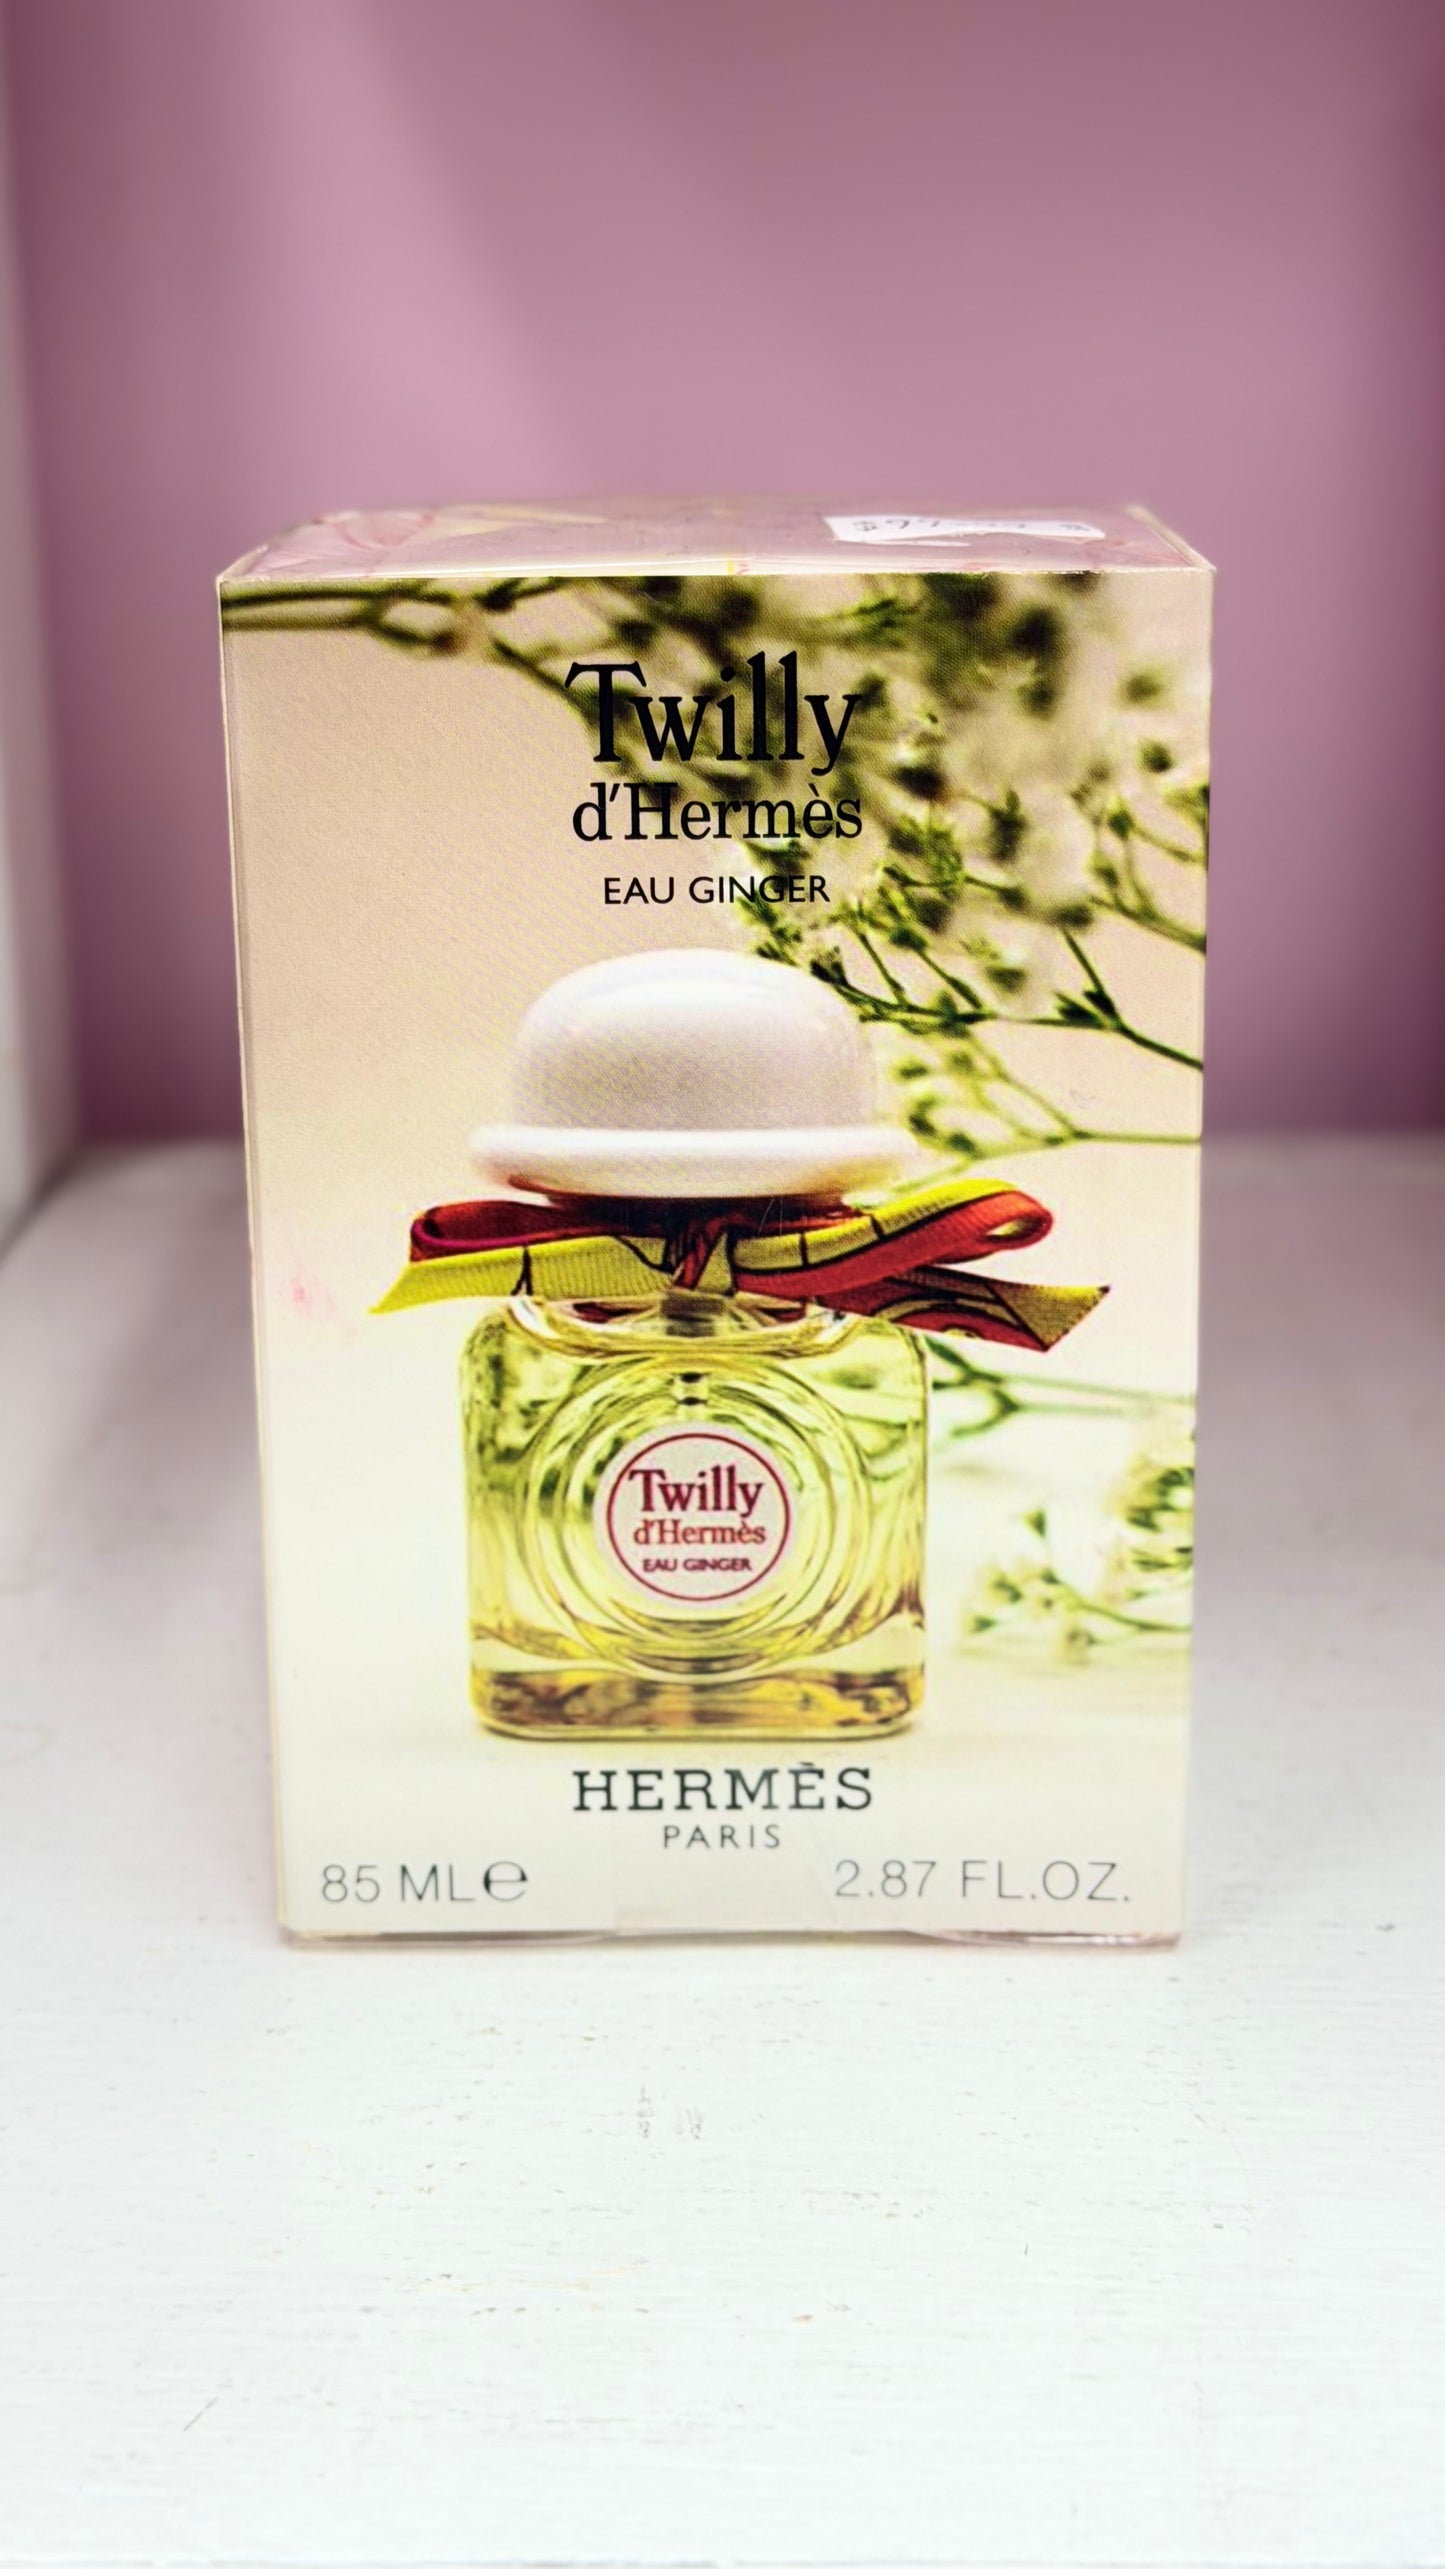 Twilly
d'Hermès
EAU GINGER
Twilly
d'Hermès
EAU GINGER
HERMÈS
PARIS
85 ML℮
2.87 FL.OZ.